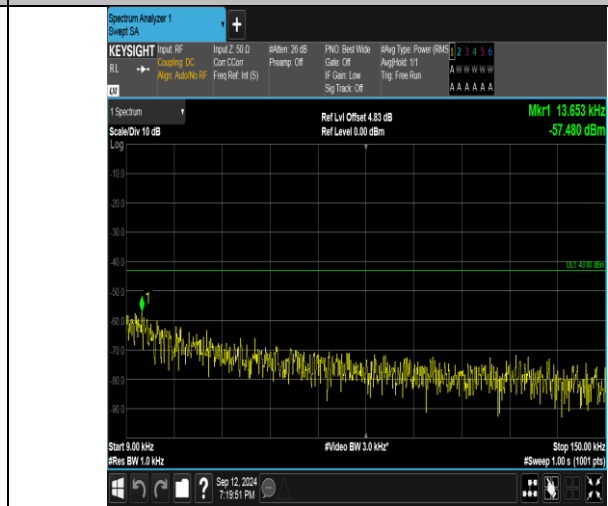 Spectrum Analyzer 1
Swept SA
+
KEYSIGHT Input: RF Input Z: 50 Ω #Atten: 26 dB PNO: Best Wide #Avg Type: Power (RMS 1 2 3 4 5 6
RL Coupling: DC Corr CCorr Preamp: Off Gate: Off Avg|Hold: 1/1 A W W W W W
Align: Auto/No RF Freq Ref: Int (S) IF Gain: Low Trig: Free Run A A A A A A
Sig Track: Off
1 Spectrum Ref Lvl Offset 4.83 dB Mkr1 13.653 kHz
Scale/Div 10 dB Ref Level 0.00 dBm -57.480 dBm
Log
-10.0
-20.0
-30.0
-40.0
DL1 -43.00 dBm
1
-50.0
-60.0
-70.0
-80.0
-90.0
Start 9.00 kHz #Video BW 3.0 kHz* Stop 150.00 kHz
#Res BW 1.0 kHz #Sweep 1.00 s (1001 pts)
? Sep 12, 2024
7:19:51 PM